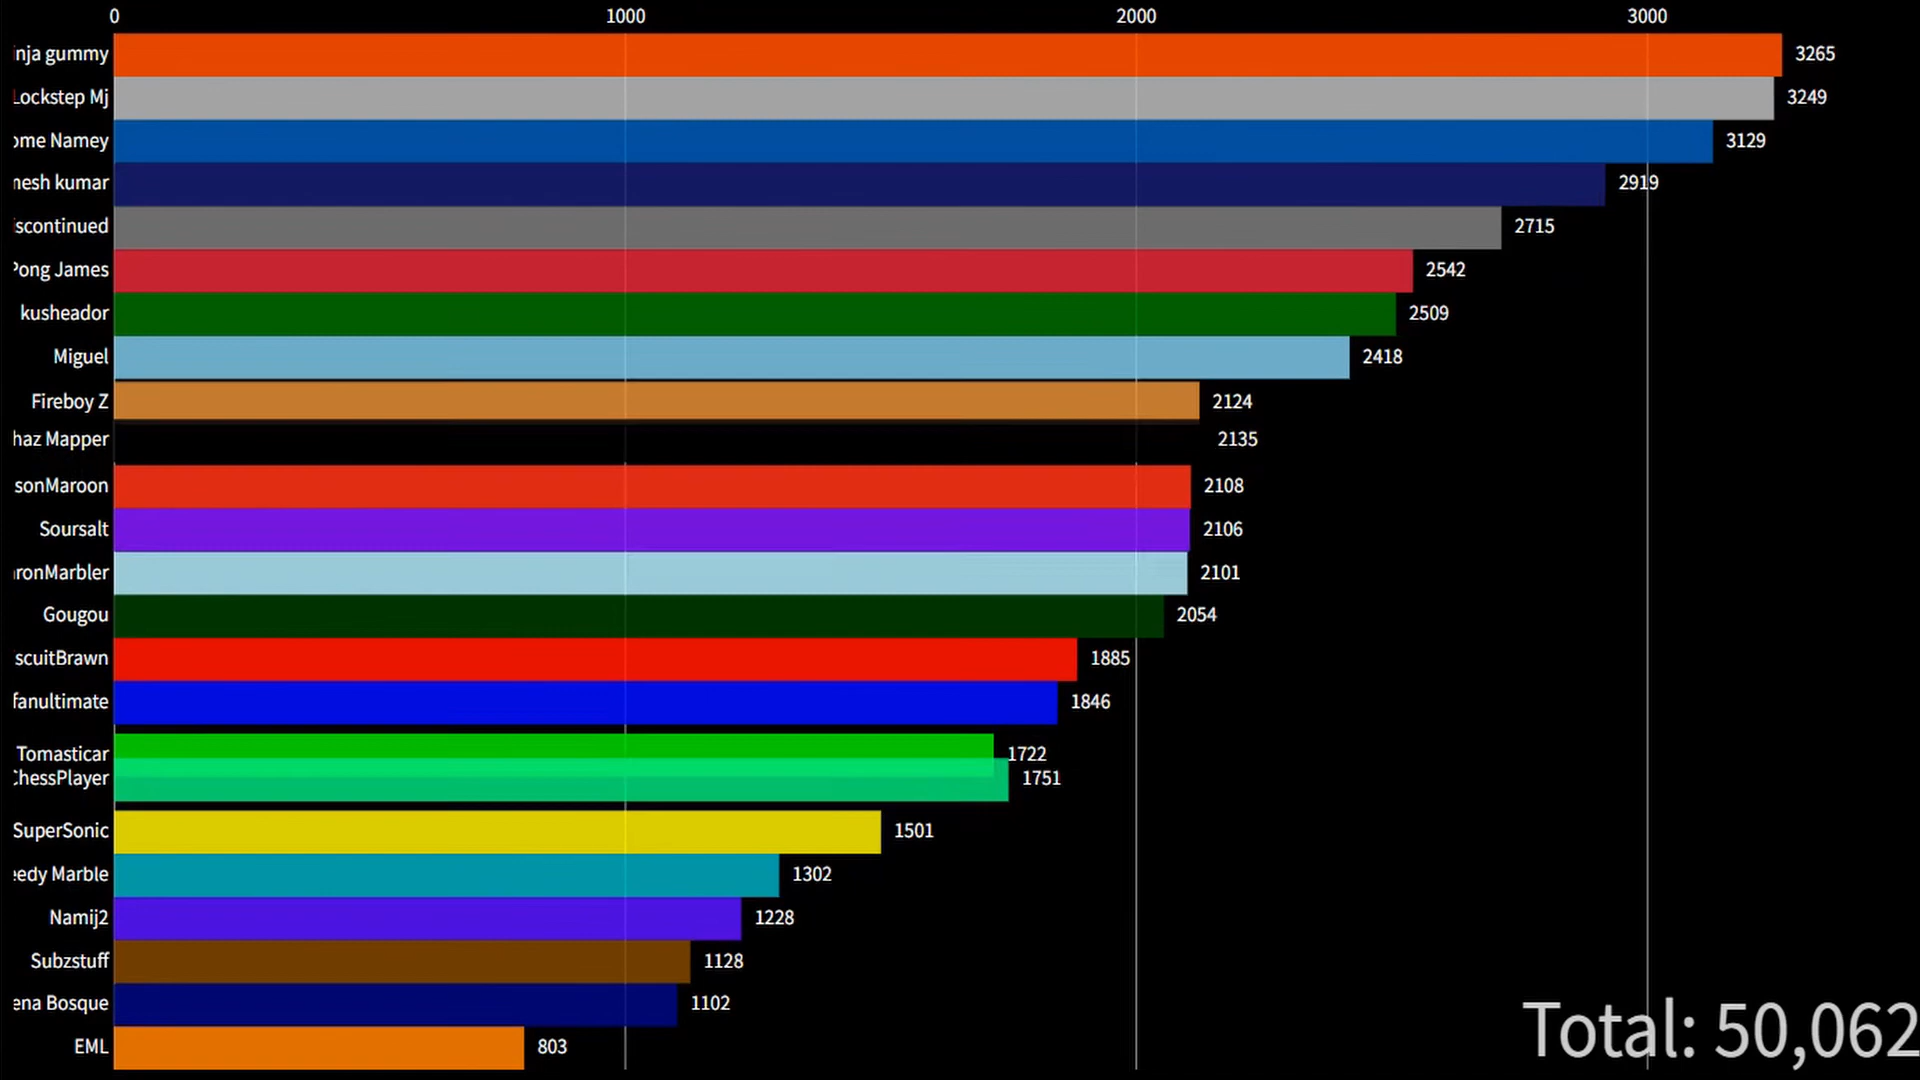 0 1000 2000 3000
nja gummy 3265
Lockstep Mj 3249
ome Namey 3129
nesh kumar 2919
scontinued 2715
Pong James 2542
kusheador 2509
Miguel 2418
Fireboy Z 2124
haz Mapper 2135
sonMaroon 2108
Soursalt 2106
ronMarbler 2101
Gougou 2054
scuitBrawn 1885
fanultimate 1846
Tomasticar 1722
ChessPlayer 1751
SuperSonic 1501
eedy Marble 1302
Namij2 1228
Subzstuff 1128
ena Bosque 1102
EML 803
Total: 50,062